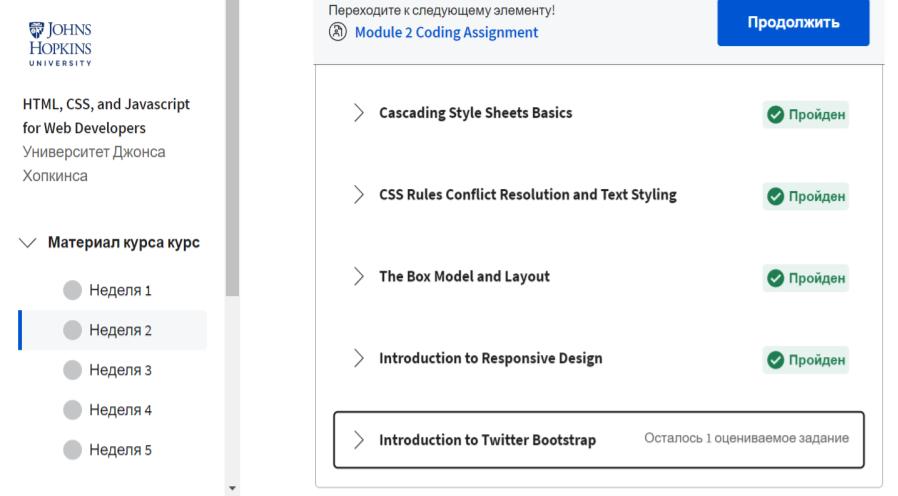 JOHNS
HOPKINS
UNIVERSITY
HTML, CSS, and Javascript
for Web Developers
Университет Джонса
Хопкинса
Материал курса курс
Неделя 1
Неделя 2
Неделя 3
Неделя 4
Неделя 5
Переходите к следующему элементу!
Module 2 Coding Assignment
Продолжить
Cascading Style Sheets Basics
Пройден
CSS Rules Conflict Resolution and Text Styling
Пройден
The Box Model and Layout
Пройден
Introduction to Responsive Design
Пройден
Introduction to Twitter Bootstrap
Осталось 1 оцениваемое задание